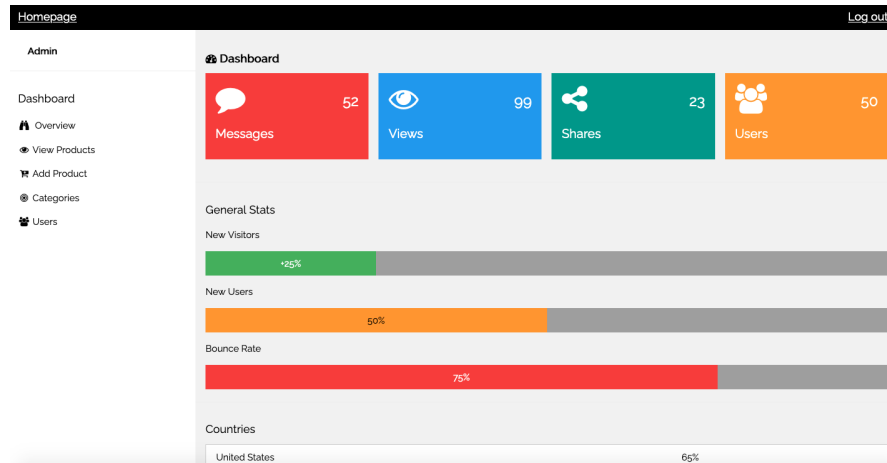 Homepage Log out
Admin
Dashboard
Overview
View Products
Add Product
Categories
Users
Dashboard
52 99 23 50
Messages Views Shares Users
General Stats
New Visitors
+25%
New Users
50%
Bounce Rate
75%
Countries
United States 65%